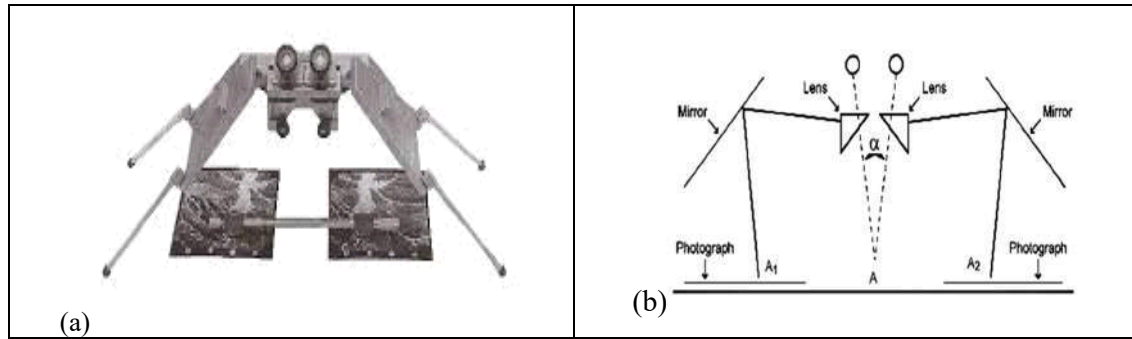 (a)
Lens
Lens
Mirror
Mirror
α
Photograph
A1
A
A2
Photograph
(b)